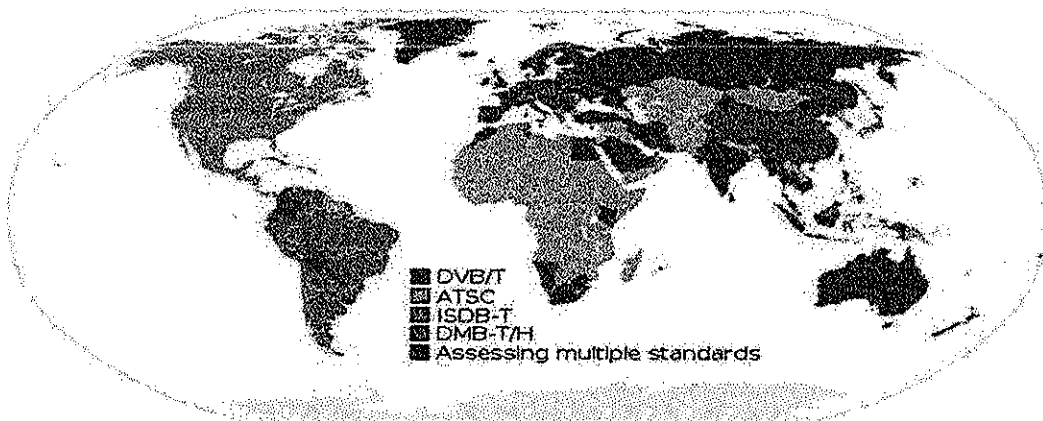 DVB/T
ATSC
ISDB-T
DMB-T/H
Assessing multiple standards